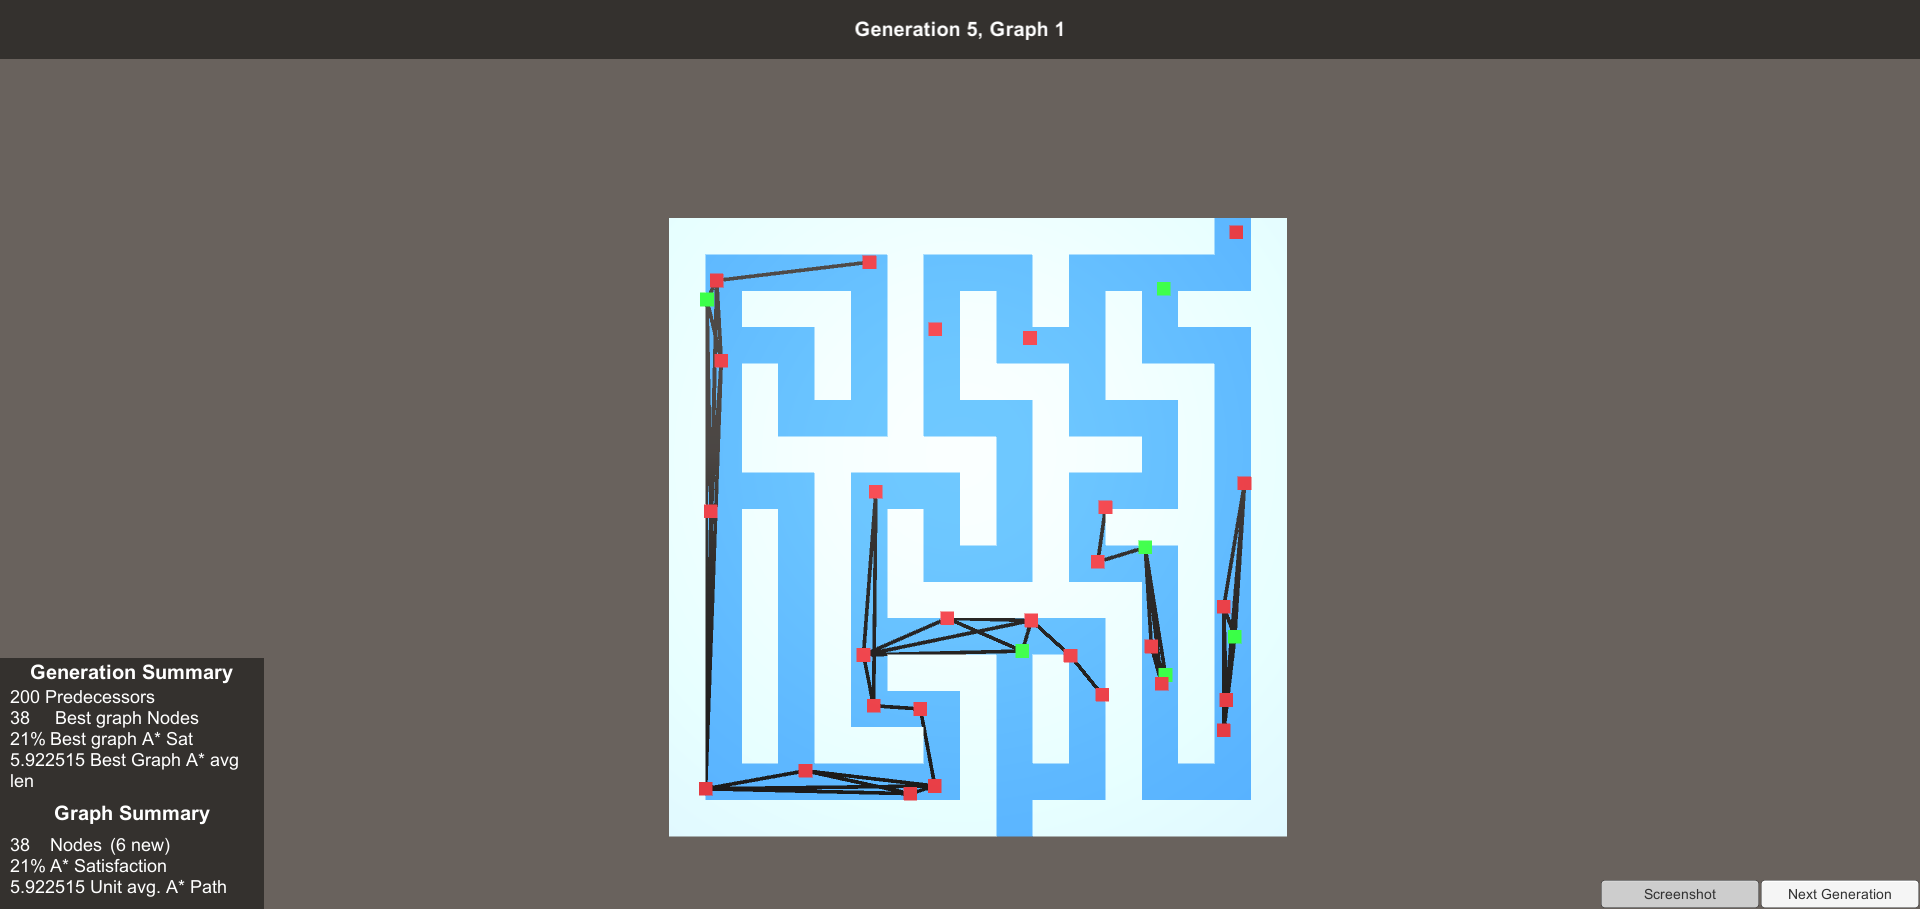 Generation 5, Graph 1
Generation Summary
200 Predecessors
38 Best graph Nodes
21% Best graph A* Sat
5.922515 Best Graph A* avg
len
Graph Summary
38 Nodes (6 new)
21% A* Satisfaction
5.922515 Unit avg. A* Path
Screenshot
Next Generation